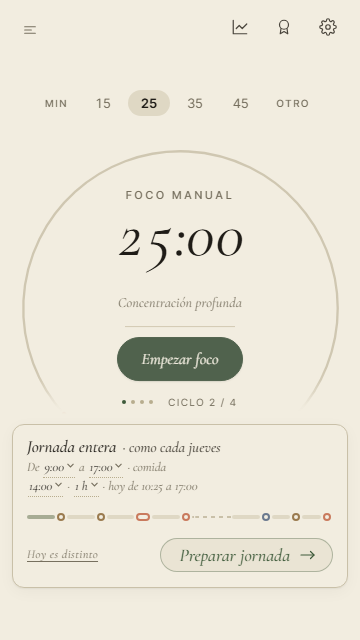 MIN 15 25 35 45 OTRO
FOCO MANUAL
25:00
Concentración profunda
Empezar foco
CICLO 2 / 4
Jornada entera · como cada jueves
De 9:00 a 17:00 · comida
14:00 · 1 h · hoy de 10:25 a 17:00
Hoy es distinto
Preparar jornada →